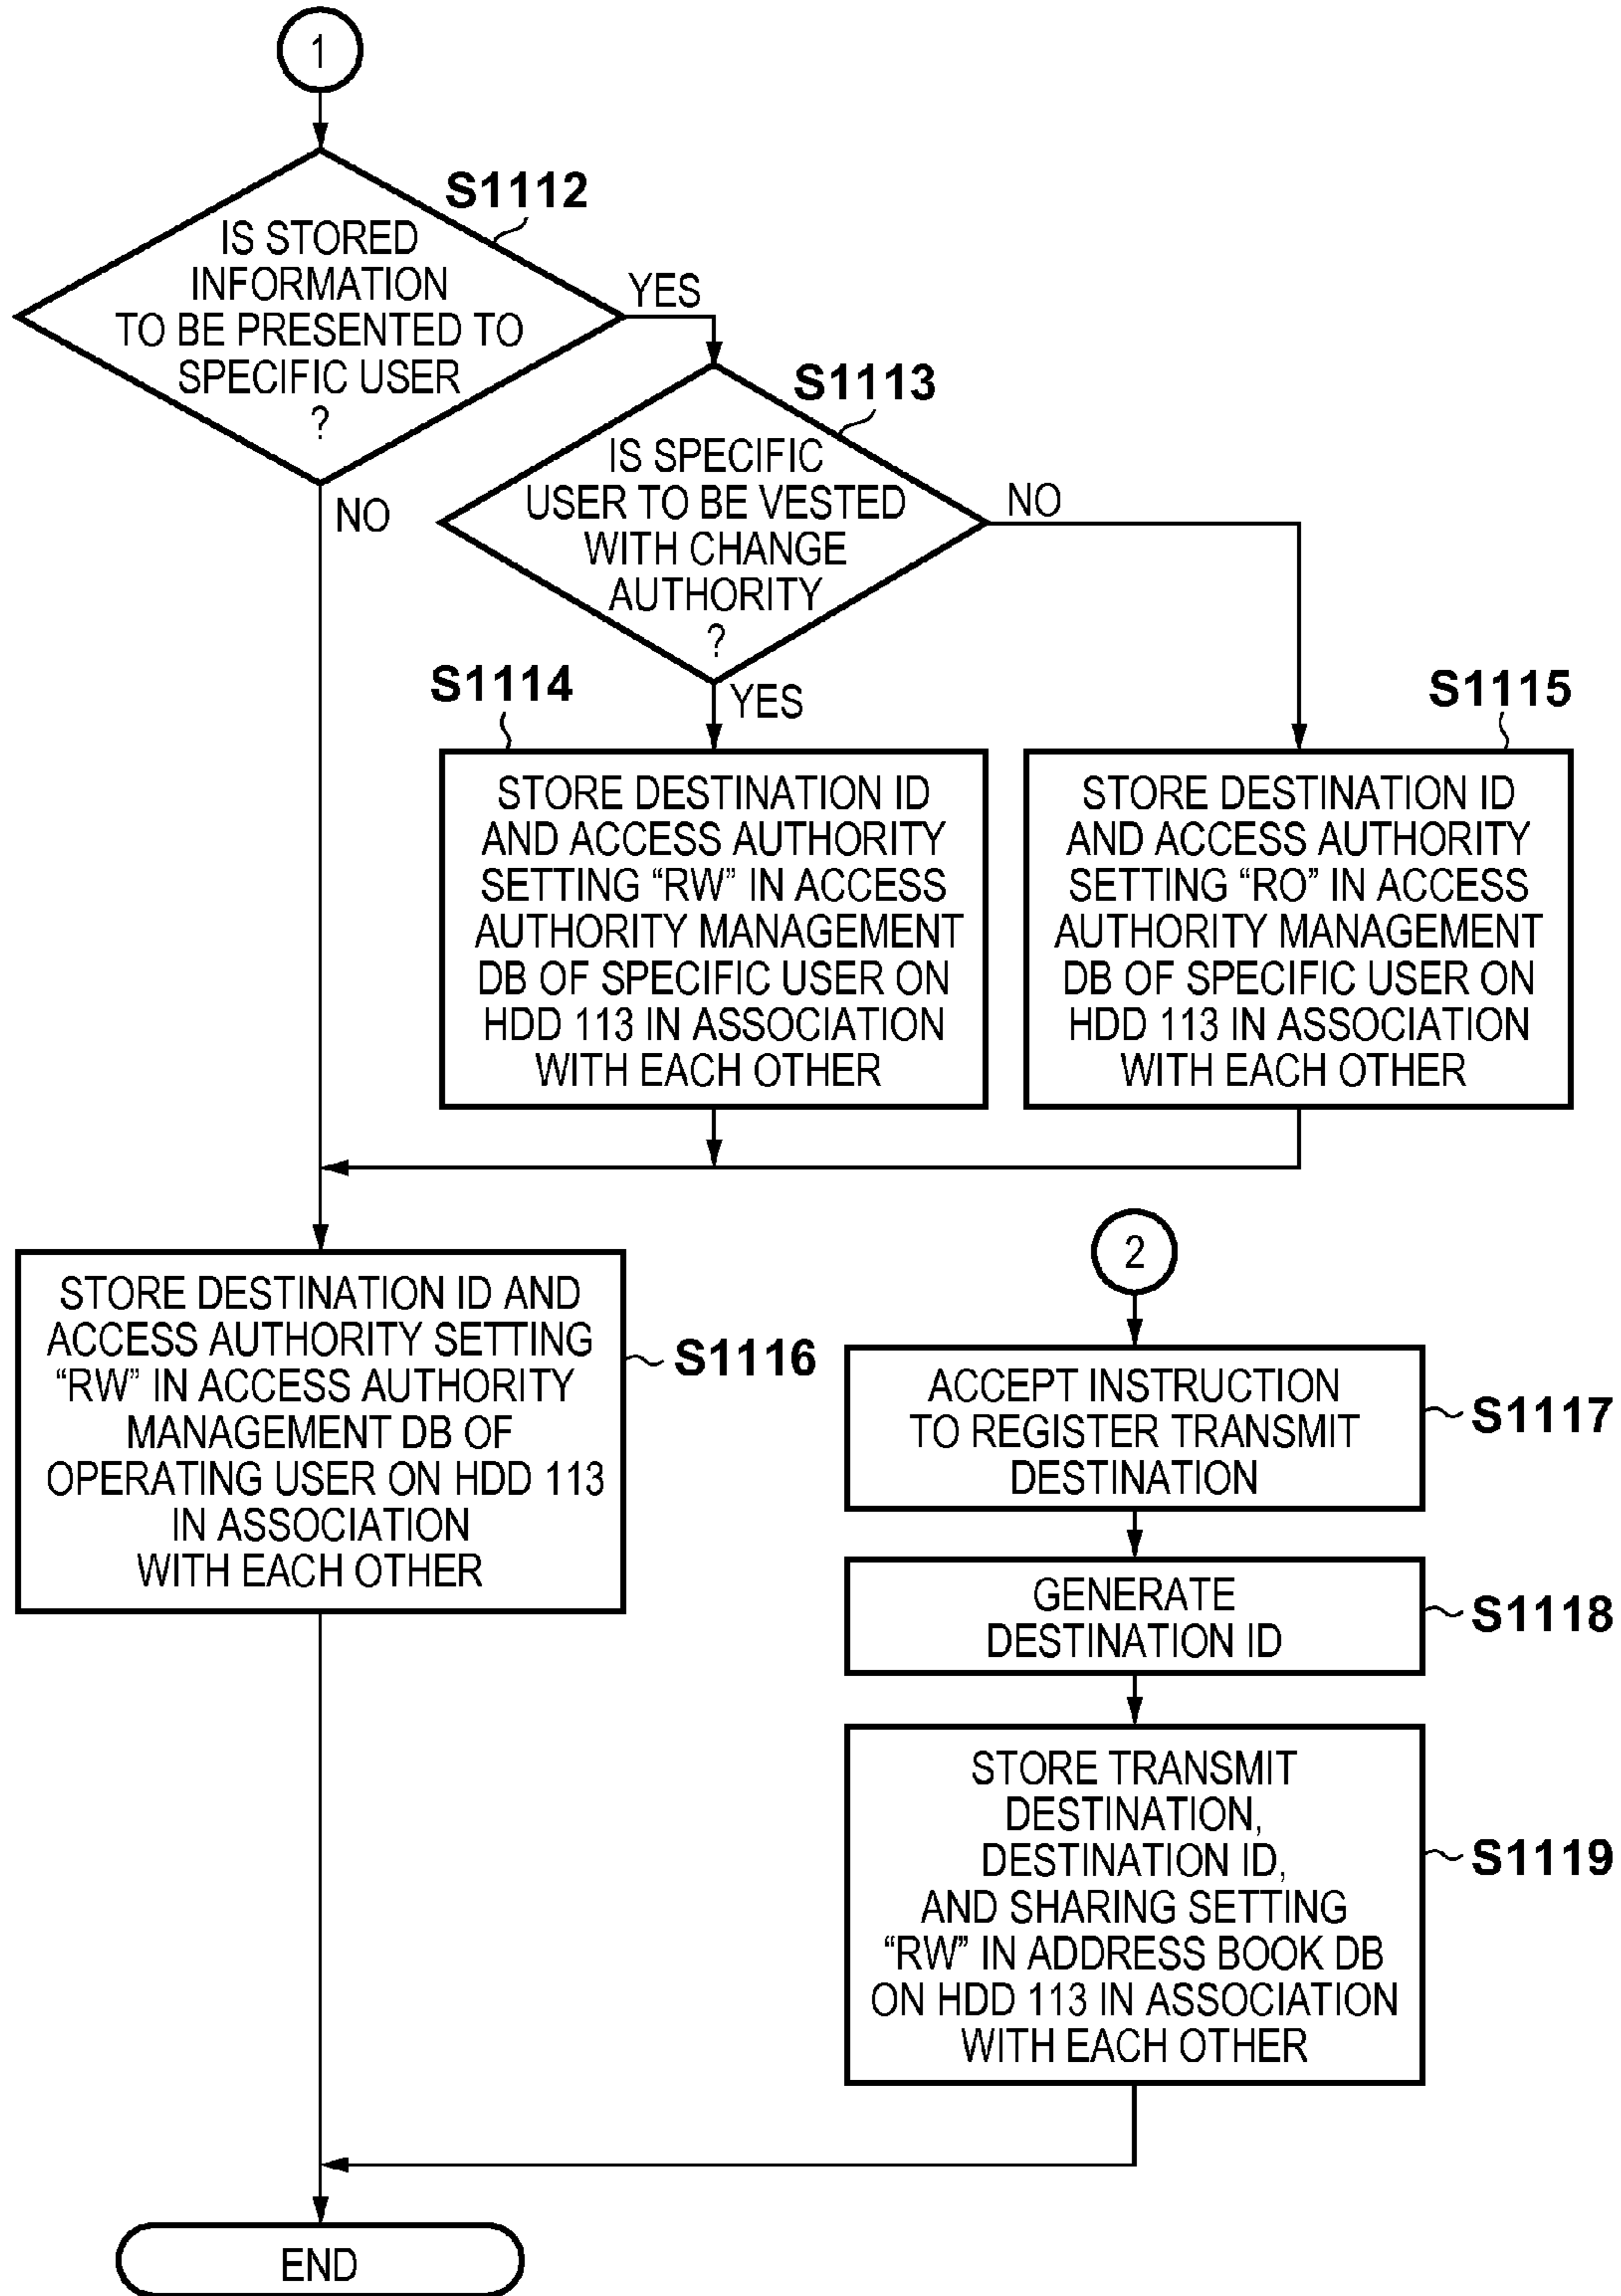 1
S1112
IS STORED
INFORMATION
TO BE PRESENTED TO
SPECIFIC USER
?
YES
NO
S1113
IS SPECIFIC
USER TO BE VESTED
WITH CHANGE
AUTHORITY
?
NO
YES
S1114
STORE DESTINATION ID
AND ACCESS AUTHORITY
SETTING “RW” IN ACCESS
AUTHORITY MANAGEMENT
DB OF SPECIFIC USER ON
HDD 113 IN ASSOCIATION
WITH EACH OTHER
S1115
STORE DESTINATION ID
AND ACCESS AUTHORITY
SETTING “RO” IN ACCESS
AUTHORITY MANAGEMENT
DB OF SPECIFIC USER ON
HDD 113 IN ASSOCIATION
WITH EACH OTHER
STORE DESTINATION ID AND
ACCESS AUTHORITY SETTING
“RW” IN ACCESS AUTHORITY
MANAGEMENT DB OF
OPERATING USER ON HDD 113
IN ASSOCIATION
WITH EACH OTHER
S1116
2
ACCEPT INSTRUCTION
TO REGISTER TRANSMIT
DESTINATION
S1117
GENERATE
DESTINATION ID
S1118
STORE TRANSMIT
DESTINATION,
DESTINATION ID,
AND SHARING SETTING
“RW” IN ADDRESS BOOK DB
ON HDD 113 IN ASSOCIATION
WITH EACH OTHER
S1119
END